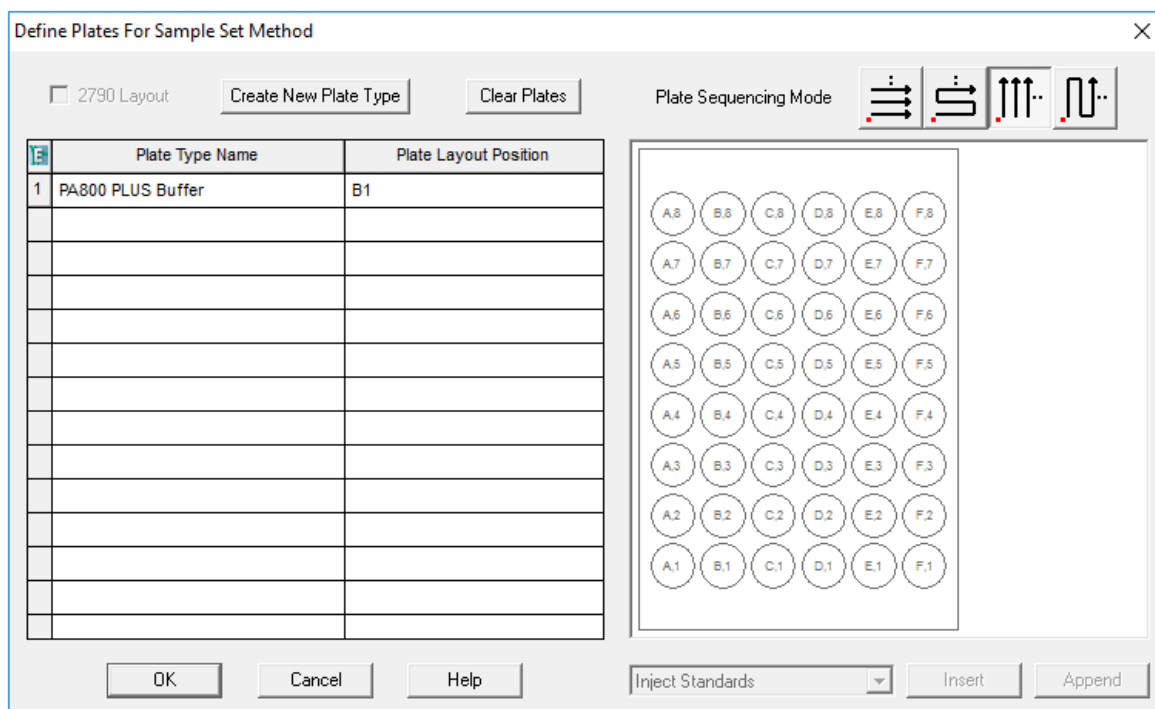 Define Plates For Sample Set Method
2790 Layout
Create New Plate Type
Clear Plates
Plate Sequencing Mode
Plate Type Name Plate Layout Position
1 PA800 PLUS Buffer B1
A,8 B,8 C,8 D,8 E,8 F,8
A,7 B,7 C,7 D,7 E,7 F,7
A,6 B,6 C,6 D,6 E,6 F,6
A,5 B,5 C,5 D,5 E,5 F,5
A,4 B,4 C,4 D,4 E,4 F,4
A,3 B,3 C,3 D,3 E,3 F,3
A,2 B,2 C,2 D,2 E,2 F,2
A,1 B,1 C,1 D,1 E,1 F,1
OK Cancel Help
Inject Standards
Insert
Append